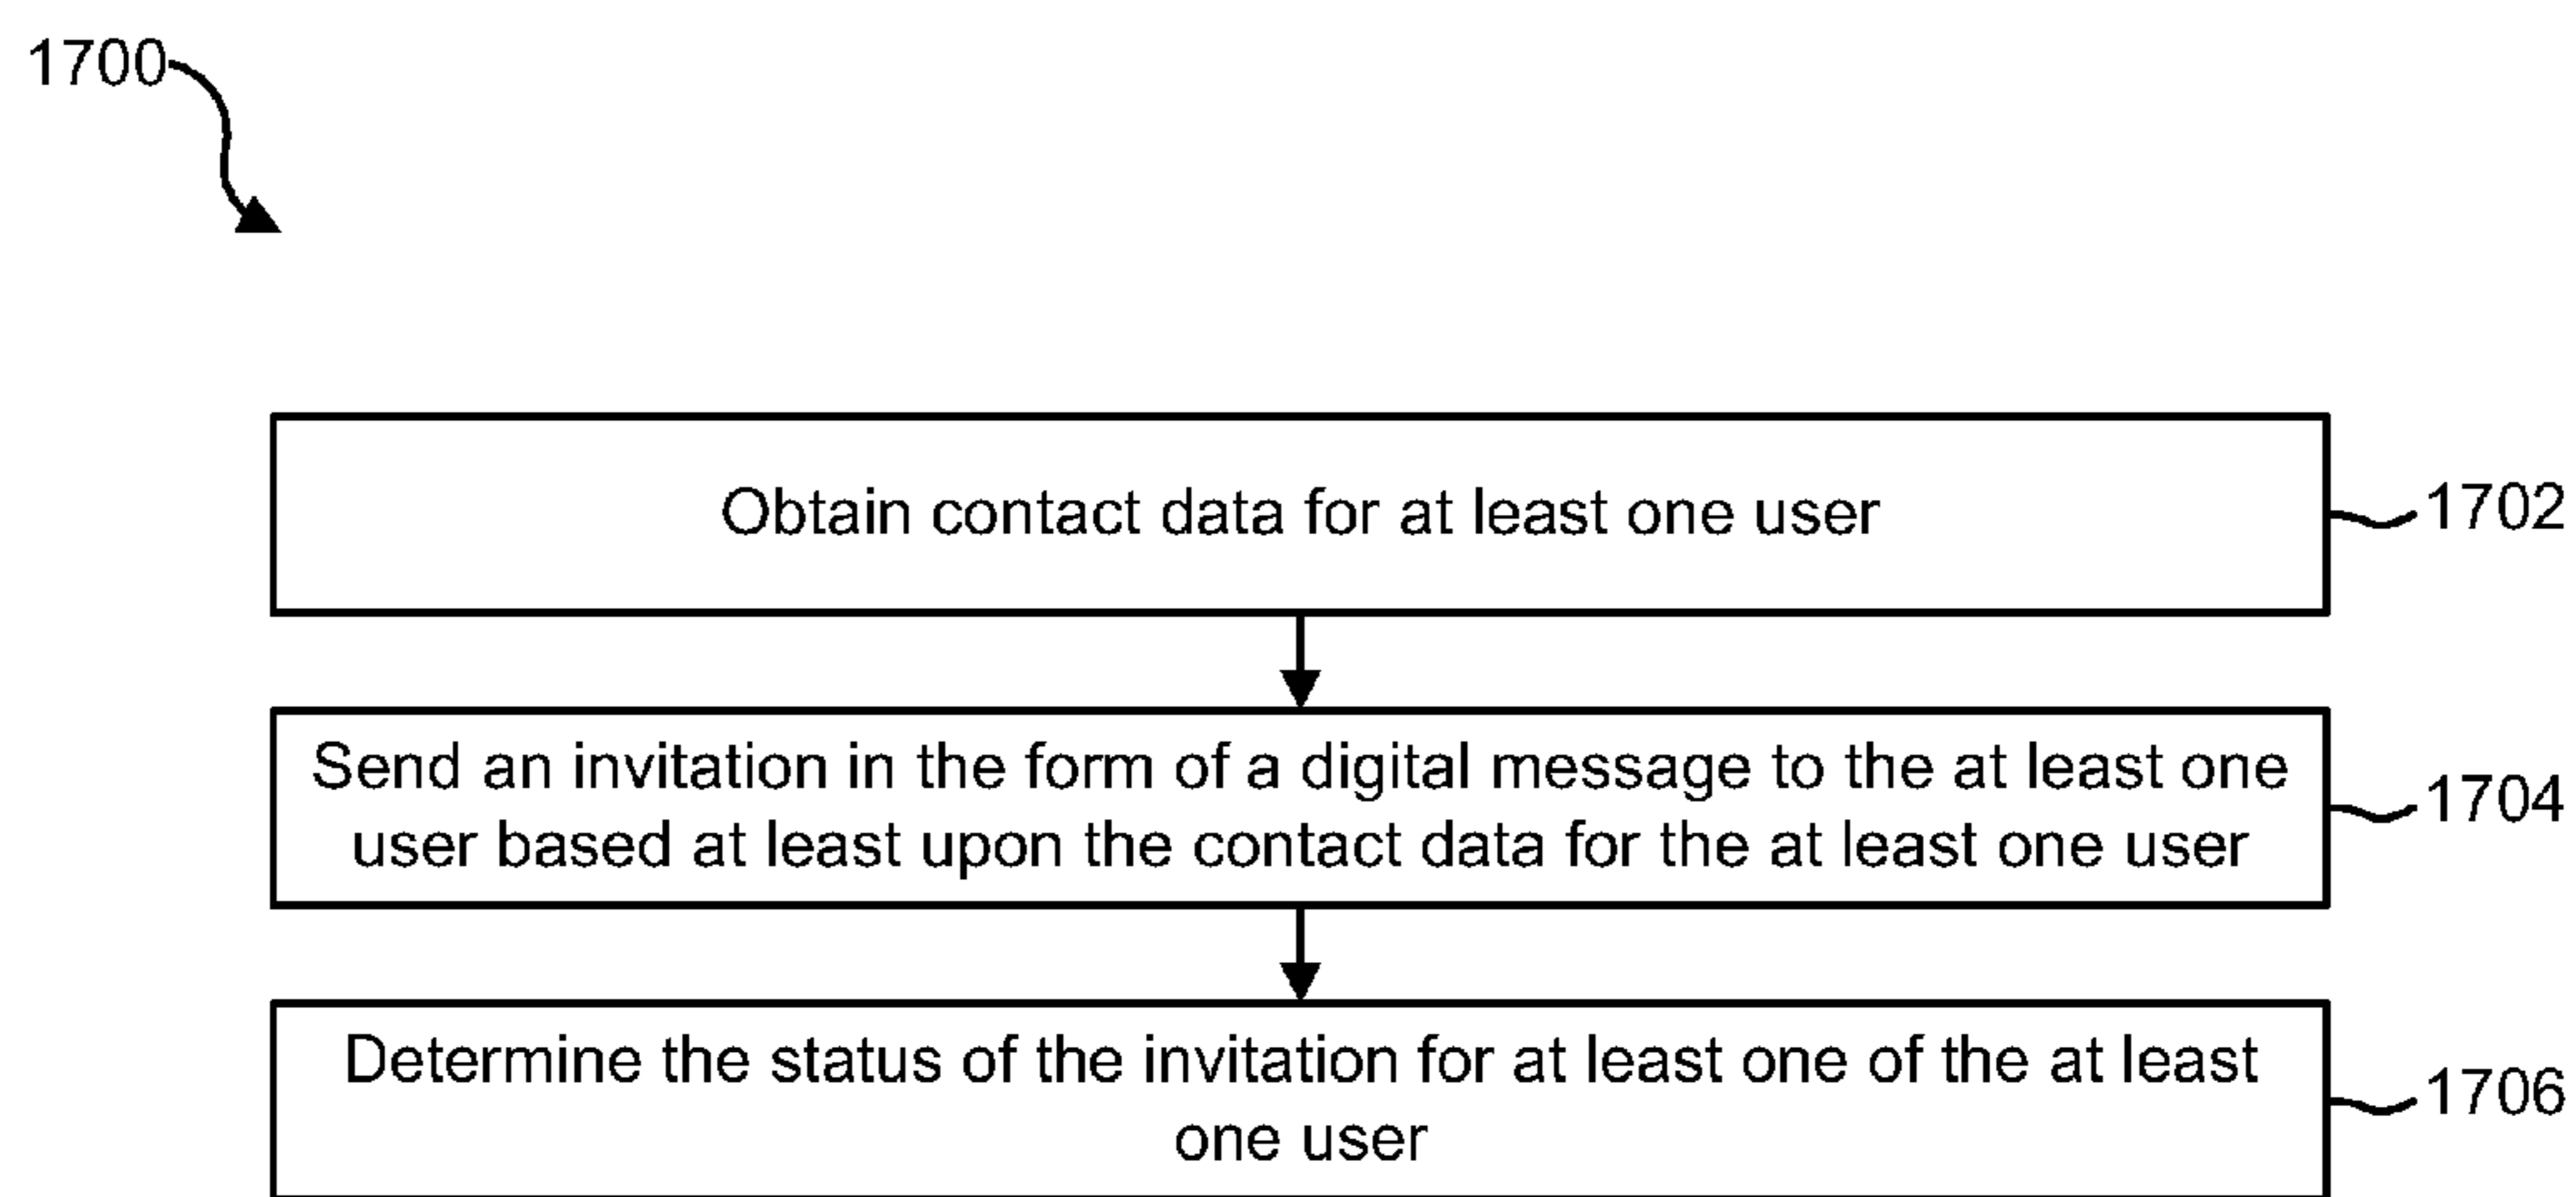 1700
Obtain contact data for at least one user
1702
Send an invitation in the form of a digital message to the at least one
user based at least upon the contact data for the at least one user
1704
Determine the status of the invitation for at least one of the at least
one user
1706